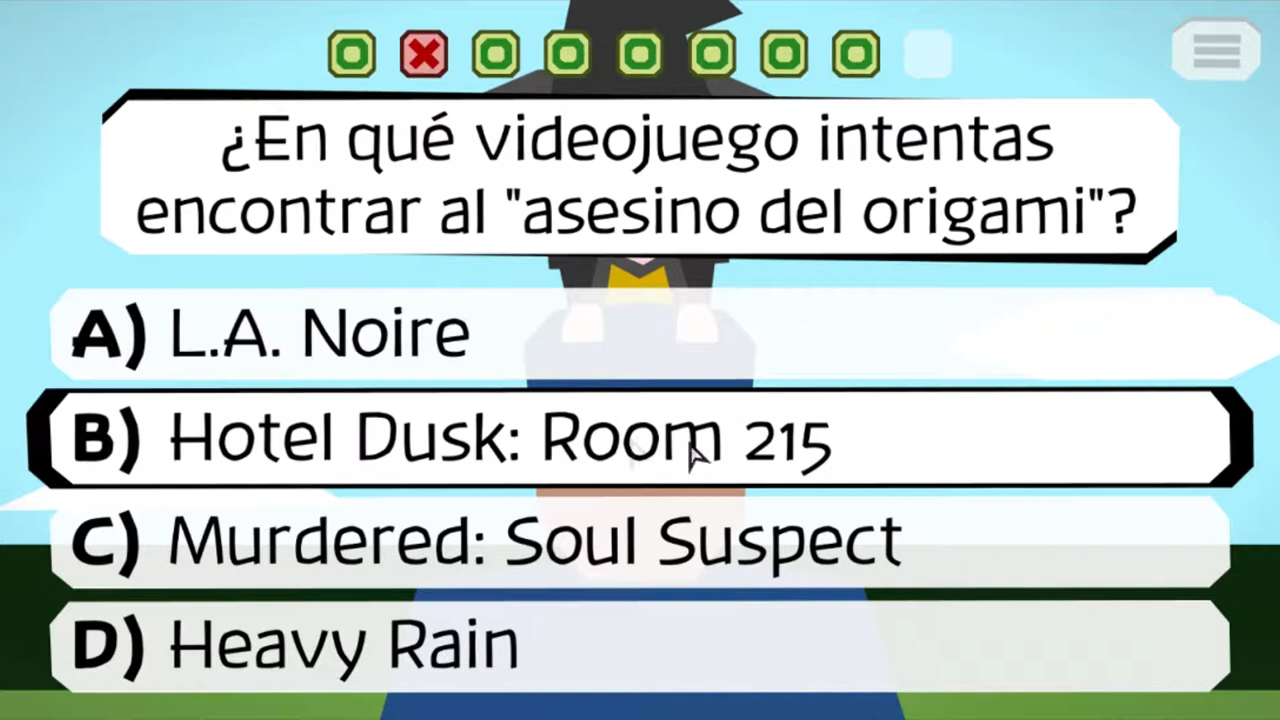 ¿En qué videojuego intentas
encontrar al "asesino del origami"?
A) L.A. Noire
B) Hotel Dusk: Room 215
C) Murdered: Soul Suspect
D) Heavy Rain